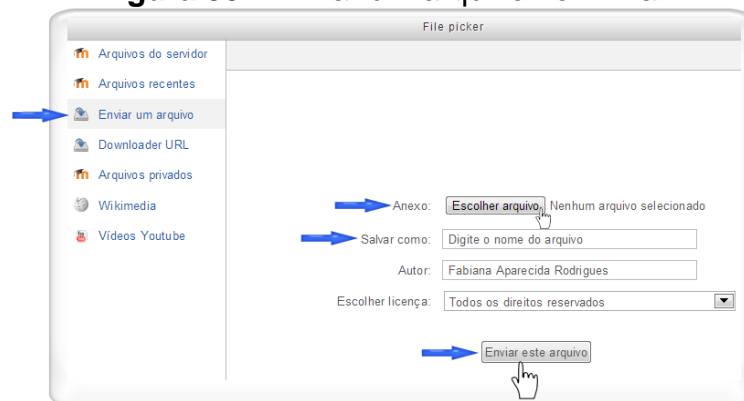 File picker
Arquivos do servidor
Arquivos recentes
Enviar um arquivo
Downloader URL
Arquivos privados
Wikimedia
Vídeos Youtube
Anexo: Escolher arquivo Nenhum arquivo selecionado
Salvar como: Digite o nome do arquivo
Autor: Fabiana Aparecida Rodrigues
Escolher licença: Todos os direitos reservados
Enviar este arquivo